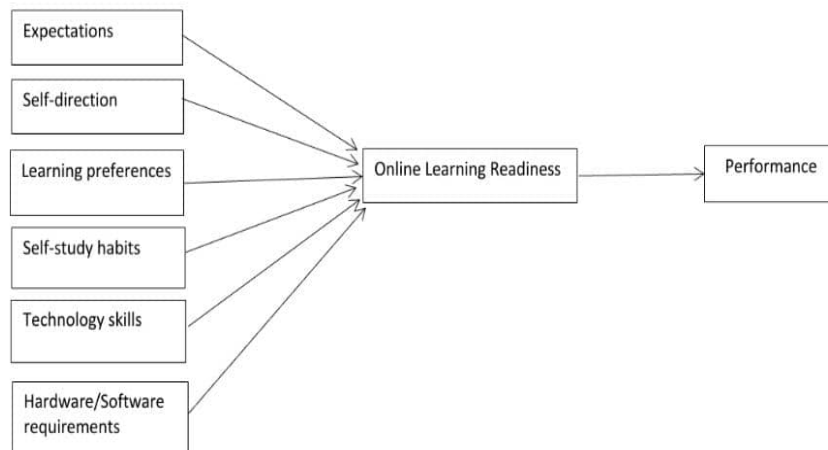 Expectations
Self-direction
Learning preferences
Self-study habits
Technology skills
Hardware/Software
requirements
Online Learning Readiness
Performance